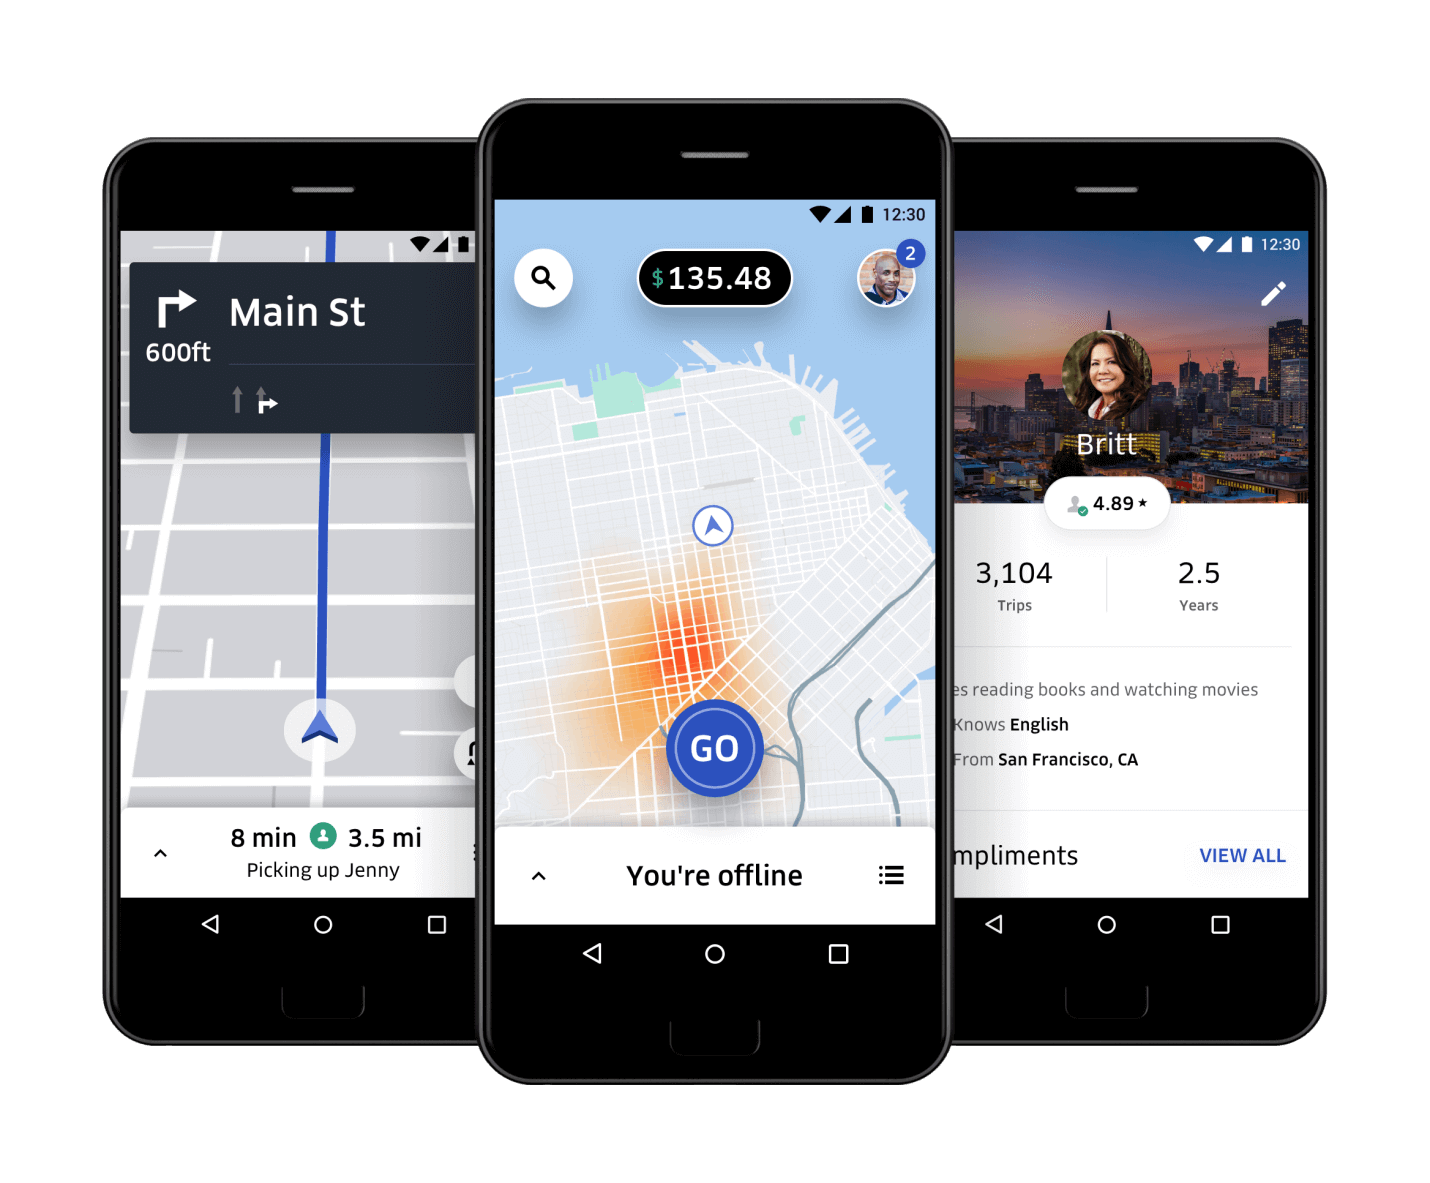 Main St
600ft
8 min 3.5 mi
Picking up Jenny
12:30
$135.48
2
GO
You're offline
12:30
Britt
4.89
3,104
Trips
2.5
Years
reading books and watching movies
Knows English
From San Francisco, CA
mpliments
VIEW ALL